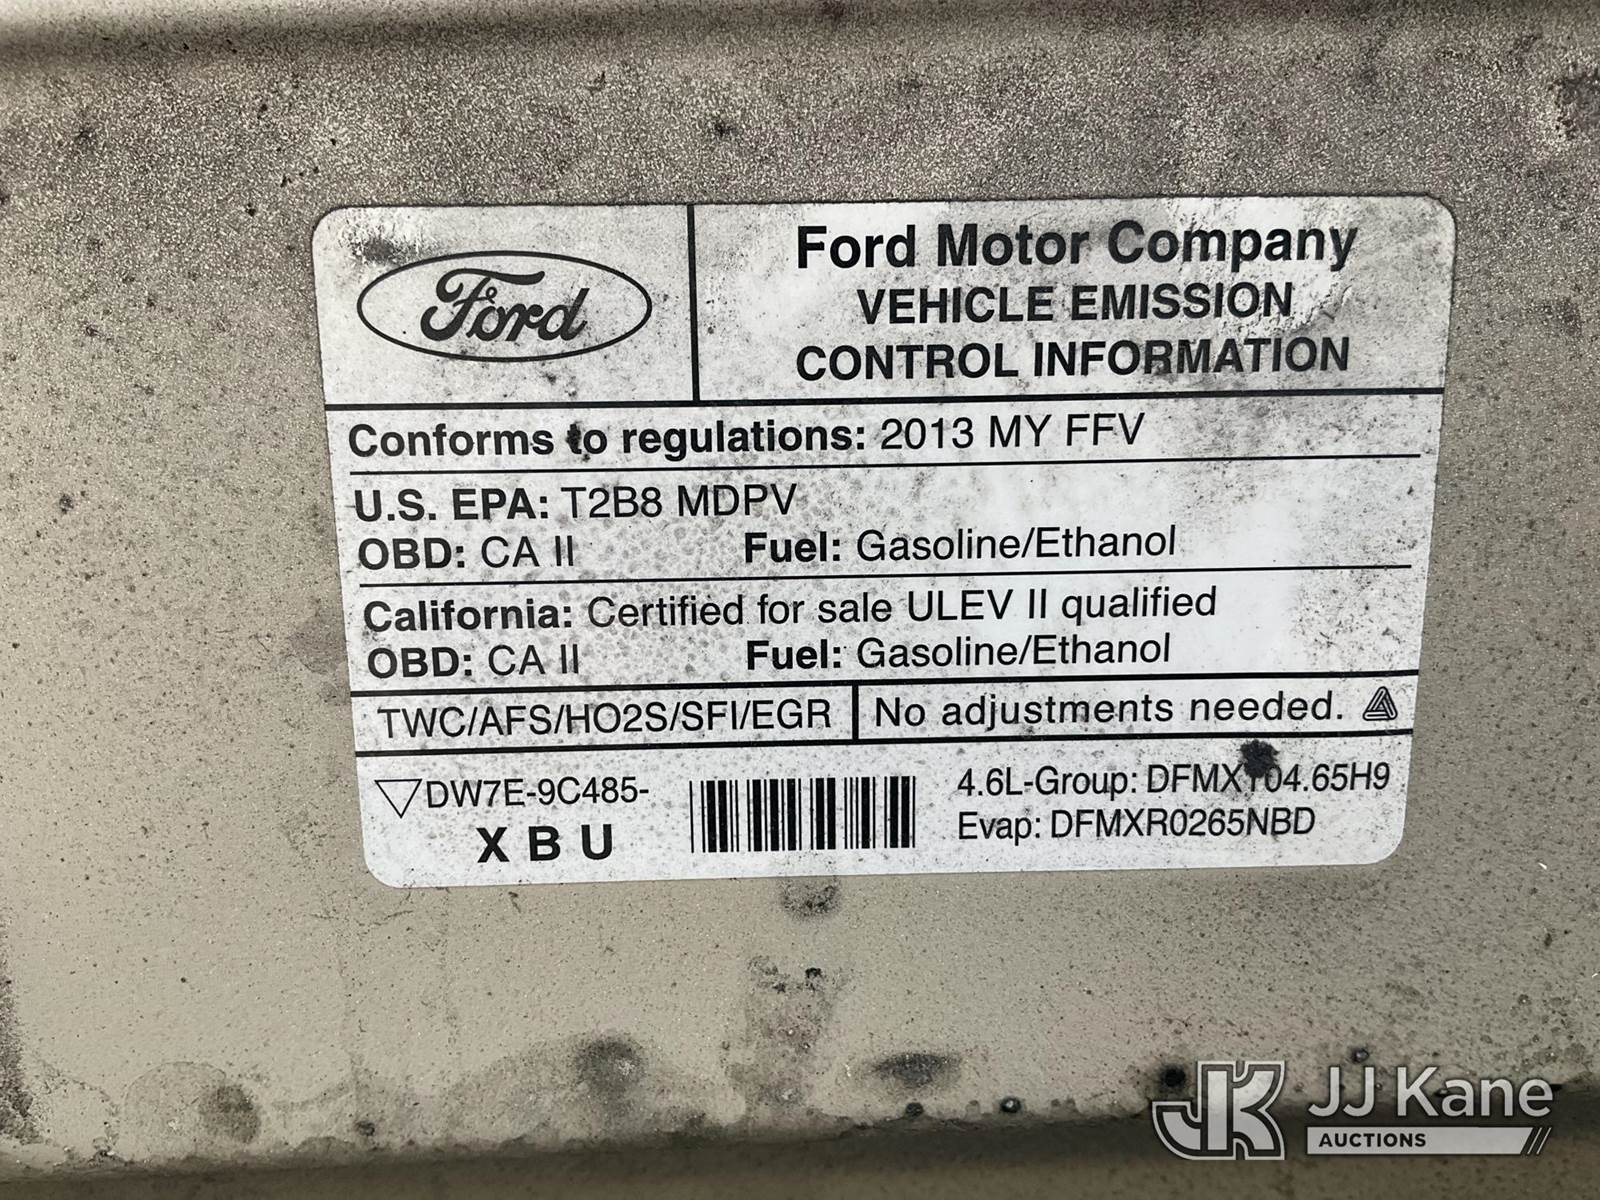 Ford
Ford Motor Company
VEHICLE EMISSION
CONTROL INFORMATION
Conforms to regulations: 2013 MY FFV
U.S. EPA: T2B8 MDPV
OBD: CA II Fuel: Gasoline/Ethanol
California: Certified for sale ULEV II qualified
OBD: CA II Fuel: Gasoline/Ethanol
TWC/AFS/HO2S/SFI/EGR No adjustments needed.
DW7E-9C485-
X B U
4.6L-Group: DFMXT04.65H9
Evap: DFMXR0265NBD
JK JJ Kane
AUCTIONS